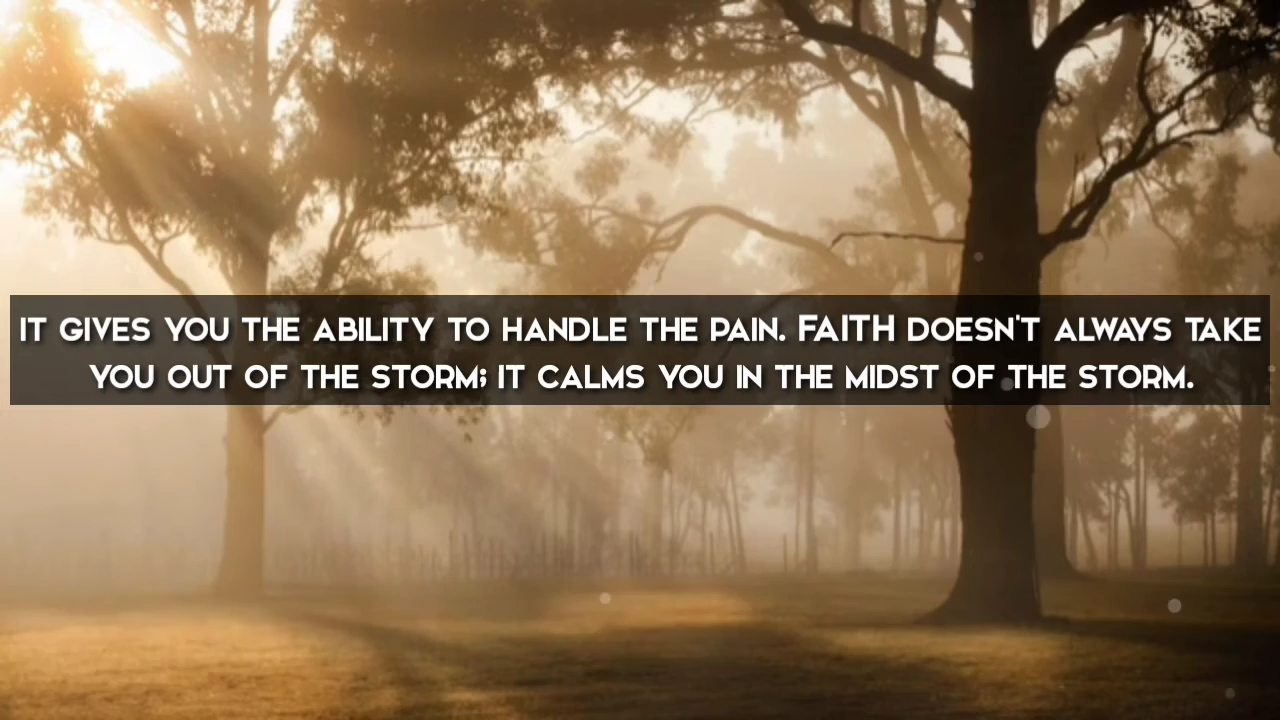 IT GIVES YOU THE ABILITY TO HANDLE THE PAIN. FAITH DOESN'T ALWAYS TAKE
YOU OUT OF THE STORM; IT CALMS YOU IN THE MIDST OF THE STORM.